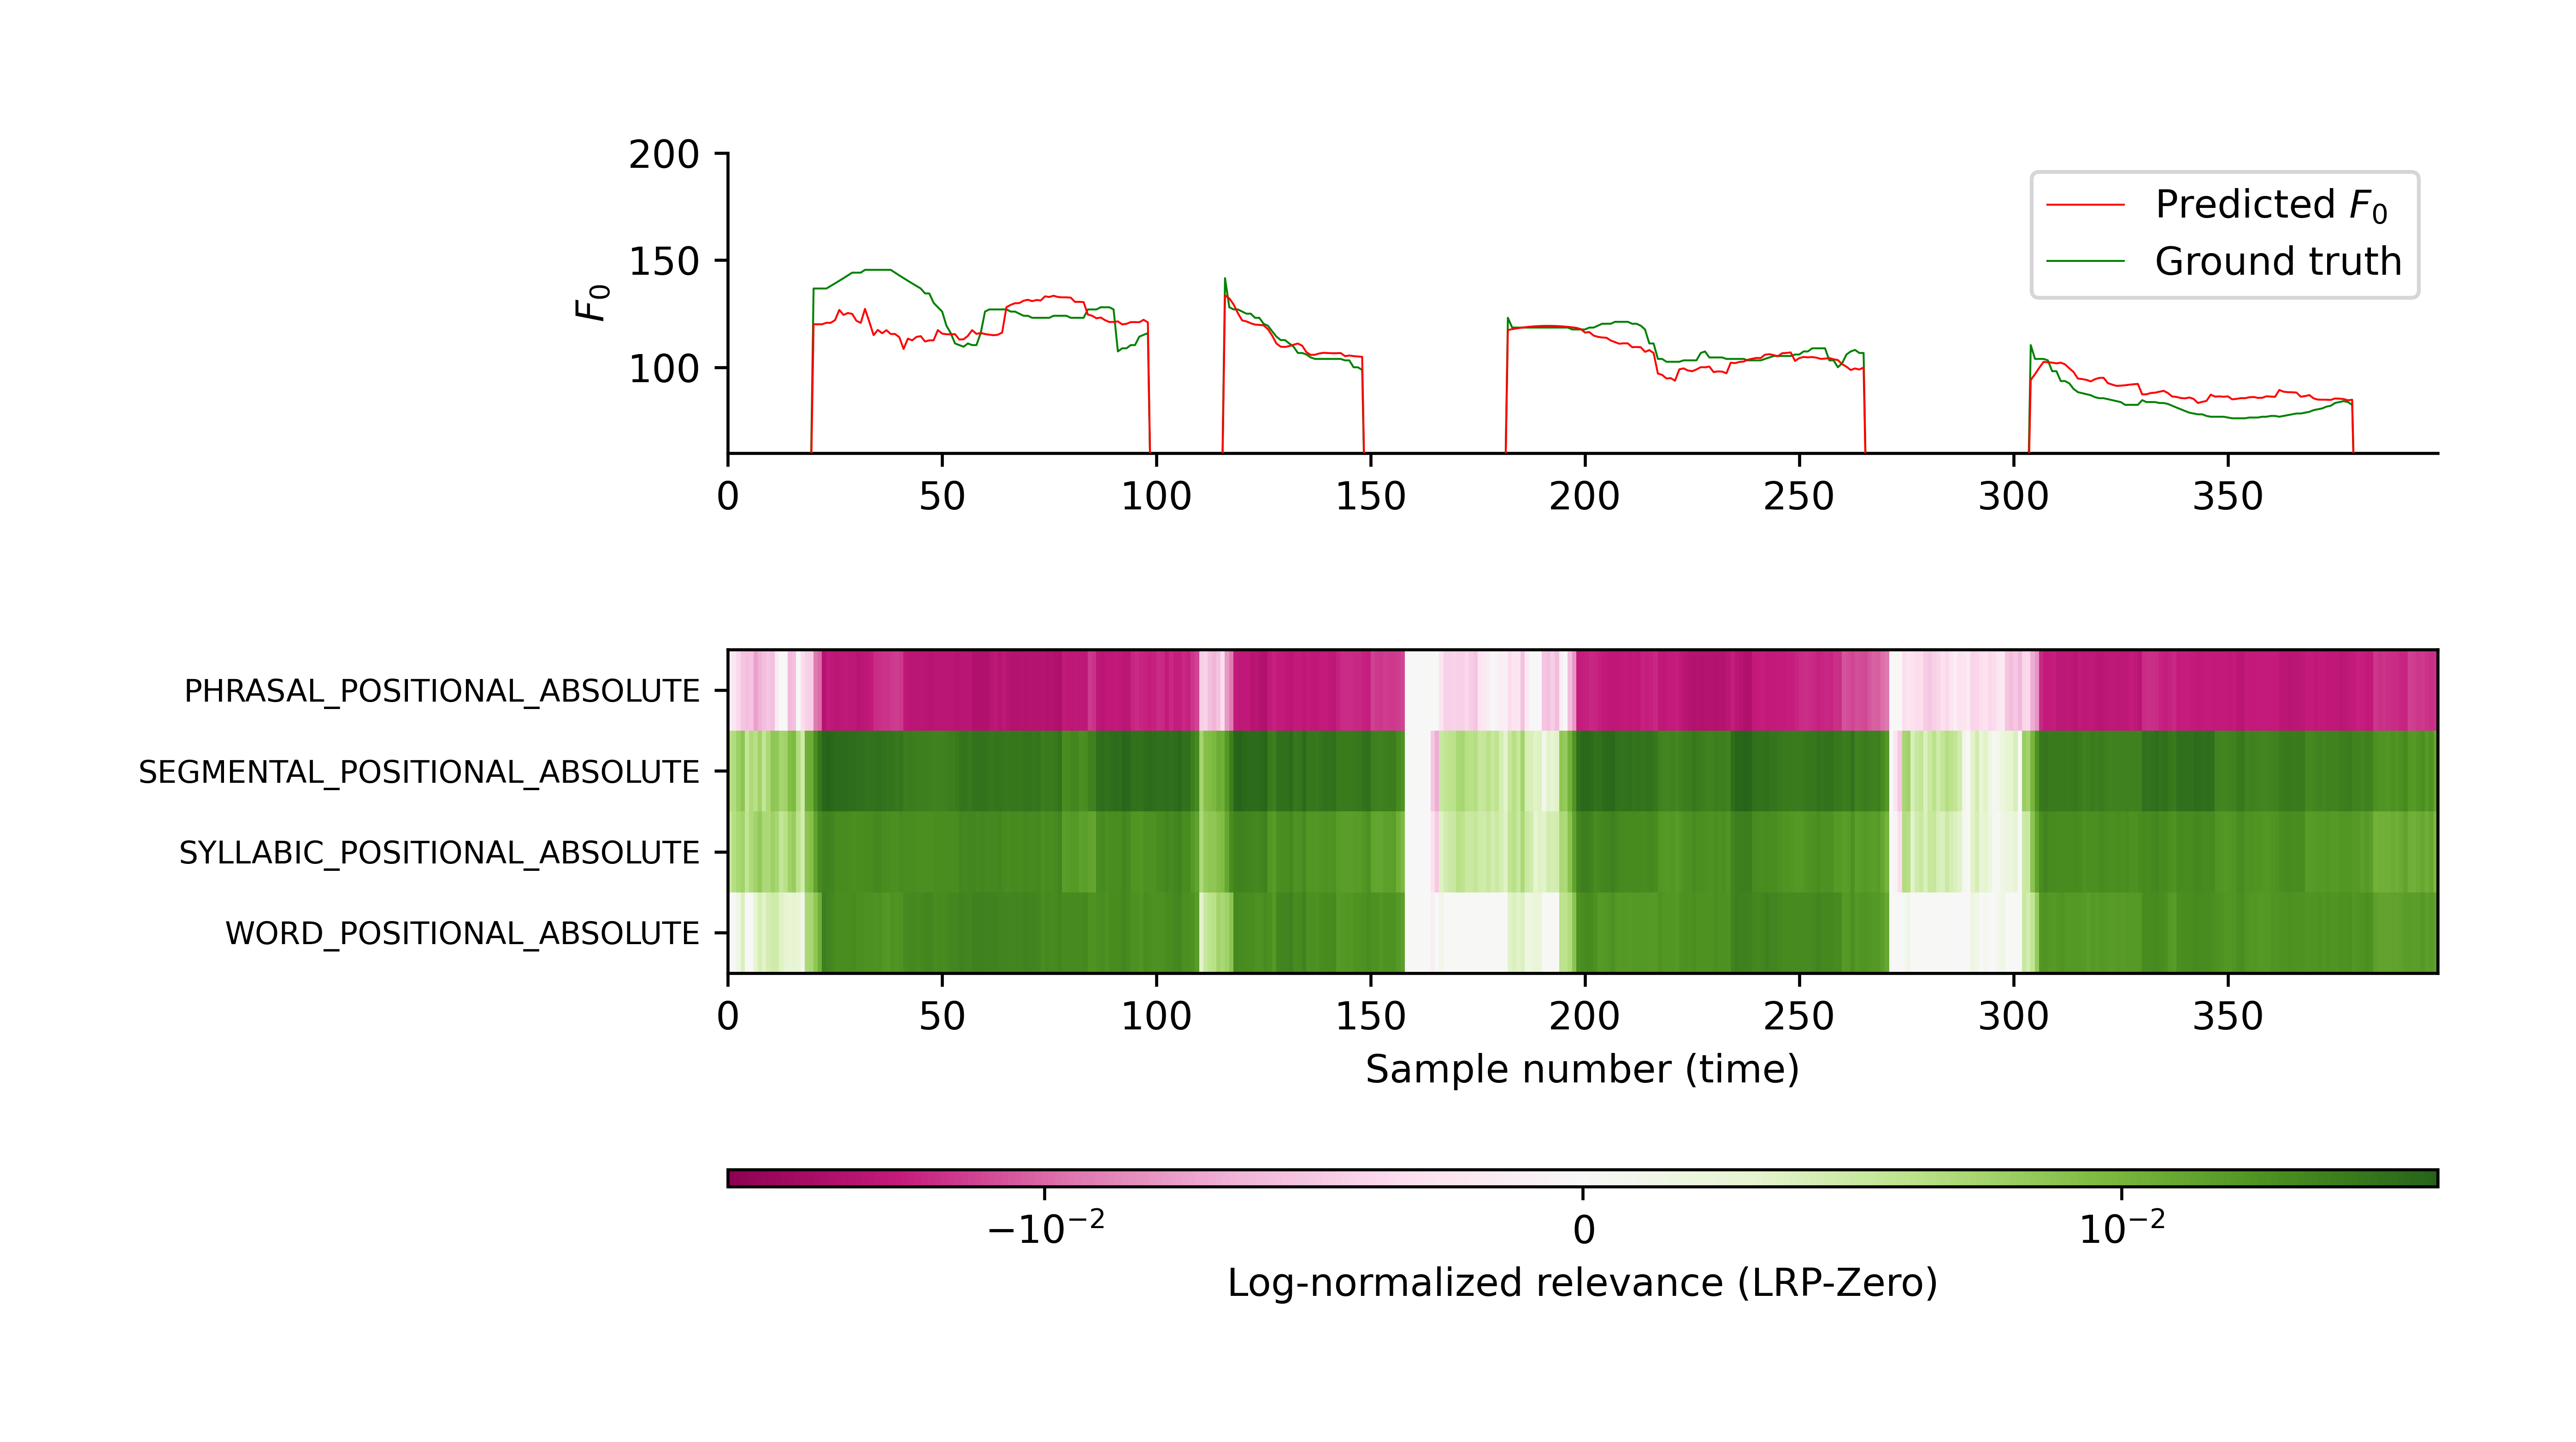 200
150
100
F₀
Predicted F₀
Ground truth
0 50 100 150 200 250 300 350
PHRASAL_POSITIONAL_ABSOLUTE
SEGMENTAL_POSITIONAL_ABSOLUTE
SYLLABIC_POSITIONAL_ABSOLUTE
WORD_POSITIONAL_ABSOLUTE
0 50 100 150 200 250 300 350
Sample number (time)
−10⁻² 0 10⁻²
Log-normalized relevance (LRP-Zero)